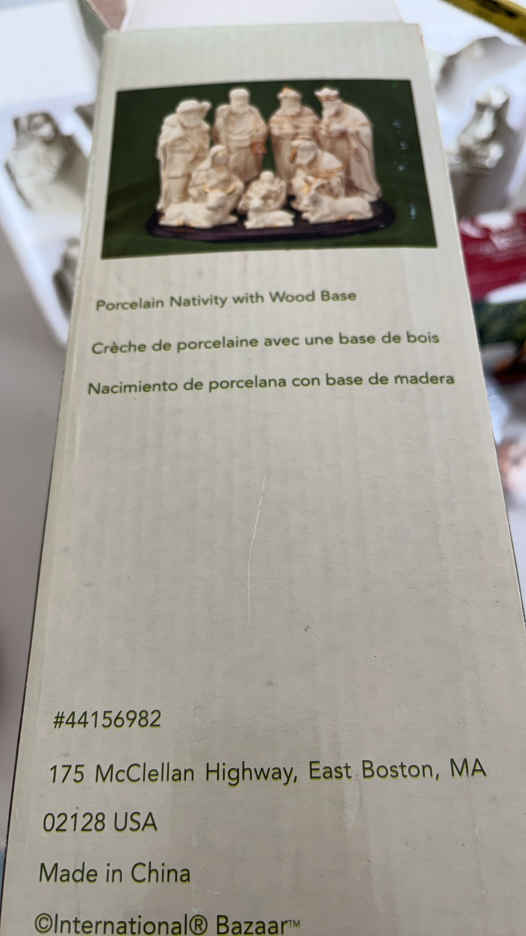 Porcelain Nativity with Wood Base
Crèche de porcelaine avec une base de bois
Nacimiento de porcelana con base de madera
#44156982
175 McClellan Highway, East Boston, MA
02128 USA
Made in China
©International® Bazaar™